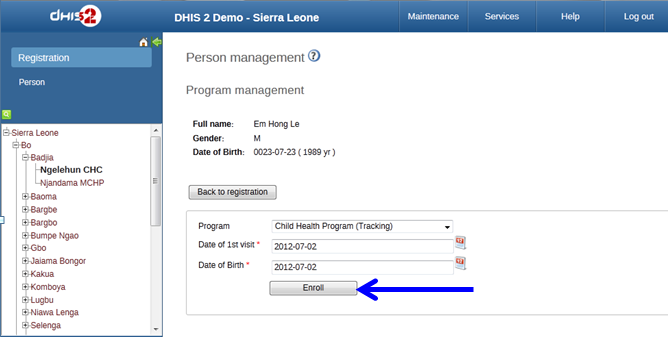 dhis2
DHIS 2 Demo - Sierra Leone
Maintenance
Services
Help
Log out
Registration
Person
Sierra Leone
Bo
Badjia
Ngelehun CHC
Njandama MCHP
Baoma
Bargbe
Bargbo
Bumpe Ngao
Gbo
Jaiama Bongor
Kakua
Komboya
Lugbu
Niawa Lenga
Selenga
Person management ?
Program management
Full name: Em Hong Le
Gender: M
Date of Birth: 0023-07-23 ( 1989 yr )
Back to registration
Program Child Health Program (Tracking)
Date of 1st visit * 2012-07-02
Date of Birth * 2012-07-02
Enroll